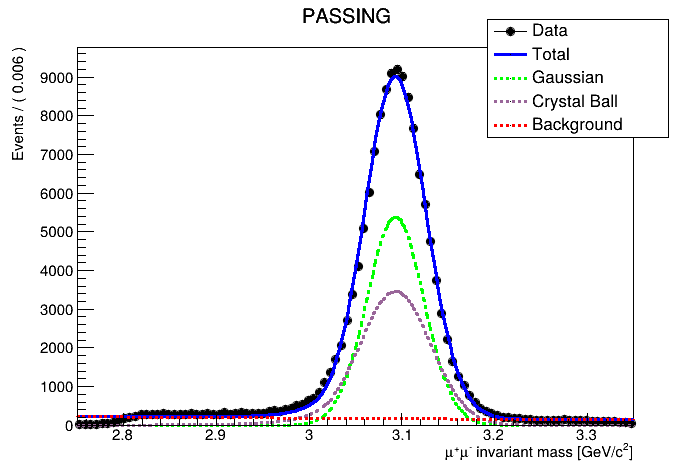 PASSING
Data
Total
Gaussian
Crystal Ball
Background
Events / ( 0.006 )
9000
8000
7000
6000
5000
4000
3000
2000
1000
0
2.8 2.9 3 3.1 3.2 3.3
μ⁺μ⁻ invariant mass [GeV/c²]